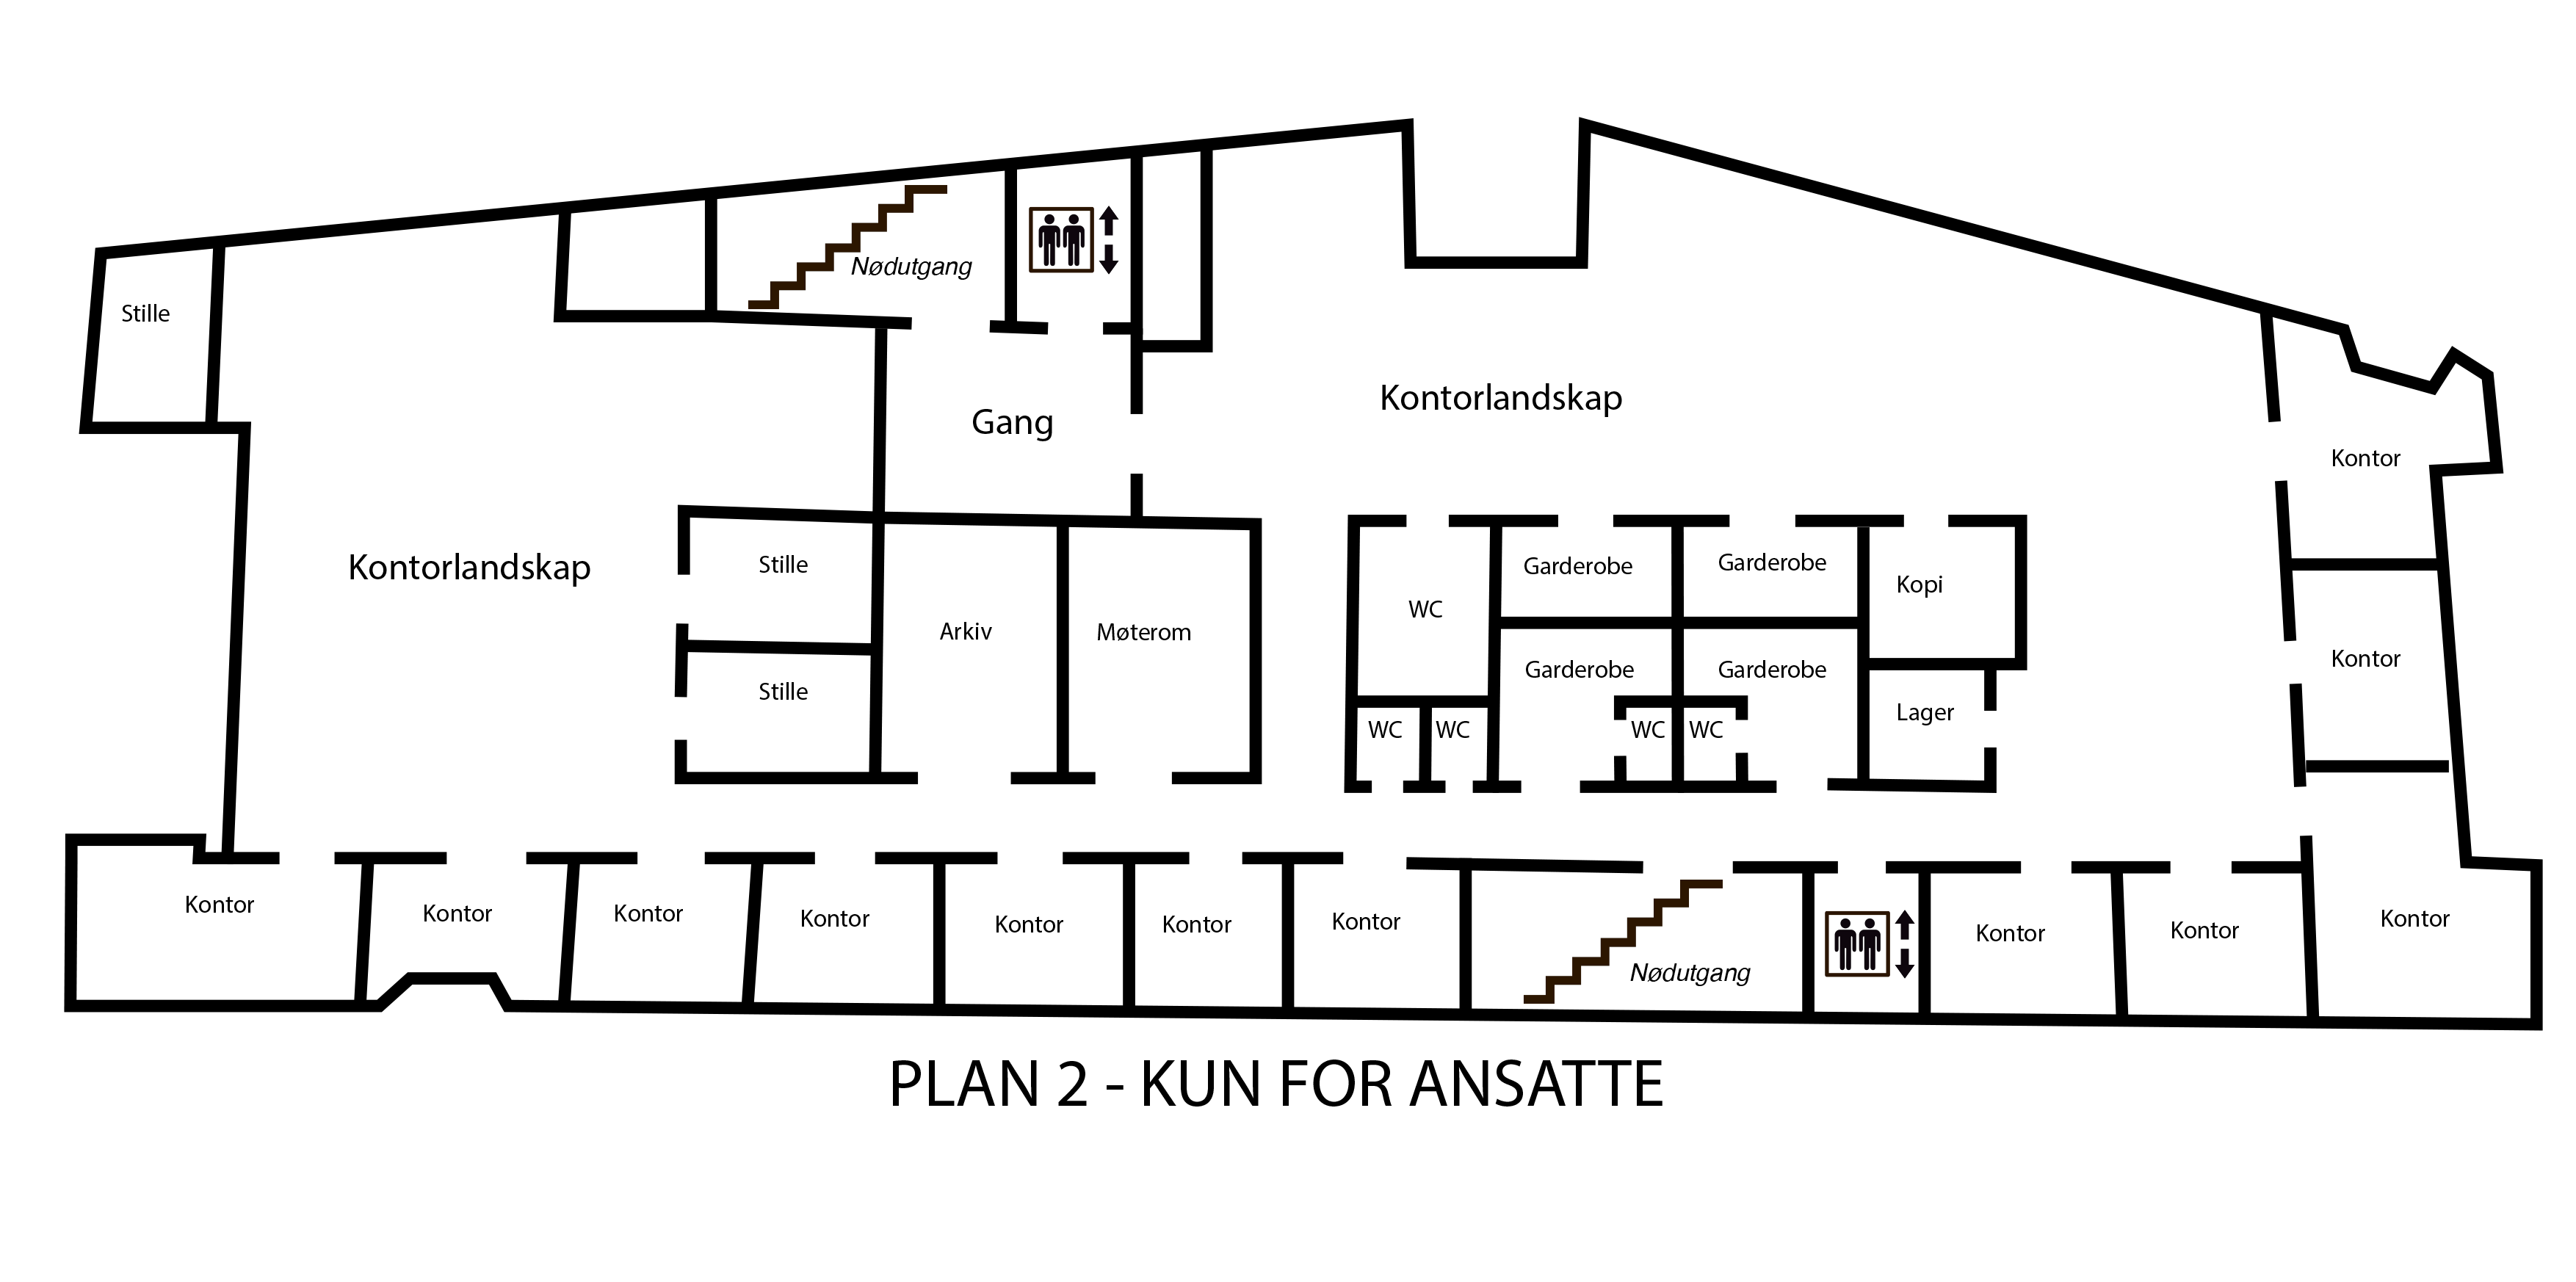 Nødutgang
Stille
Kontorlandskap
Gang
Kontor
Kontorlandskap
Stille
Garderobe
Garderobe
Kopi
WC
Arkiv
Møterom
Kontor
Stille
Garderobe
Garderobe
Lager
WC
WC
WC
WC
Kontor
Kontor
Kontor
Kontor
Kontor
Kontor
Kontor
Nødutgang
Kontor
Kontor
Kontor
PLAN 2 - KUN FOR ANSATTE